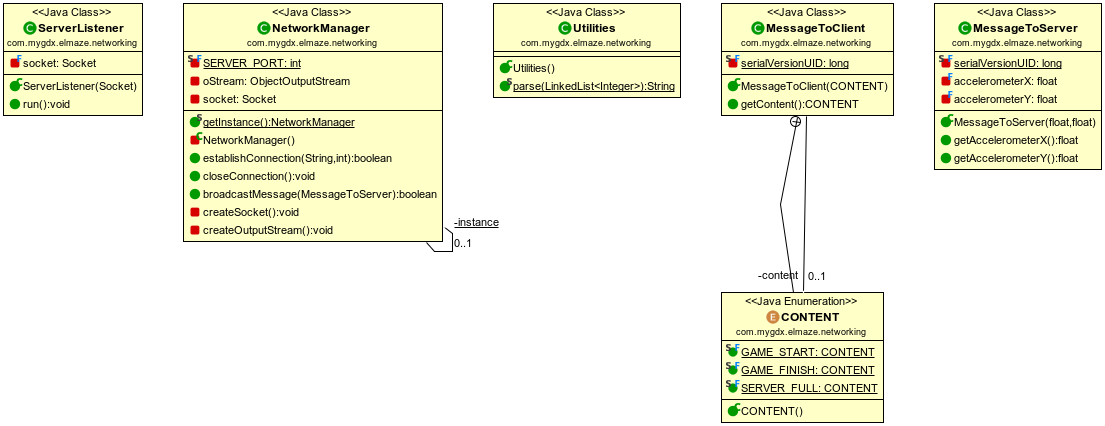 <<Java Class>>
ServerListener
com.mygdx.elmaze.networking
socket: Socket
ServerListener(Socket)
run():void
<<Java Class>>
NetworkManager
com.mygdx.elmaze.networking
SERVER_PORT: int
oStream: ObjectOutputStream
socket: Socket
getInstance():NetworkManager
NetworkManager()
establishConnection(String,int):boolean
closeConnection():void
broadcastMessage(MessageToServer):boolean
createSocket():void
createOutputStream():void
-instance
0..1
<<Java Class>>
Utilities
com.mygdx.elmaze.networking
Utilities()
parse(LinkedList<Integer>):String
<<Java Class>>
MessageToClient
com.mygdx.elmaze.networking
serialVersionUID: long
MessageToClient(CONTENT)
getContent():CONTENT
-content
0..1
<<Java Enumeration>>
CONTENT
com.mygdx.elmaze.networking
GAME_START: CONTENT
GAME_FINISH: CONTENT
SERVER_FULL: CONTENT
CONTENT()
<<Java Class>>
MessageToServer
com.mygdx.elmaze.networking
serialVersionUID: long
accelerometerX: float
accelerometerY: float
MessageToServer(float,float)
getAccelerometerX():float
getAccelerometerY():float